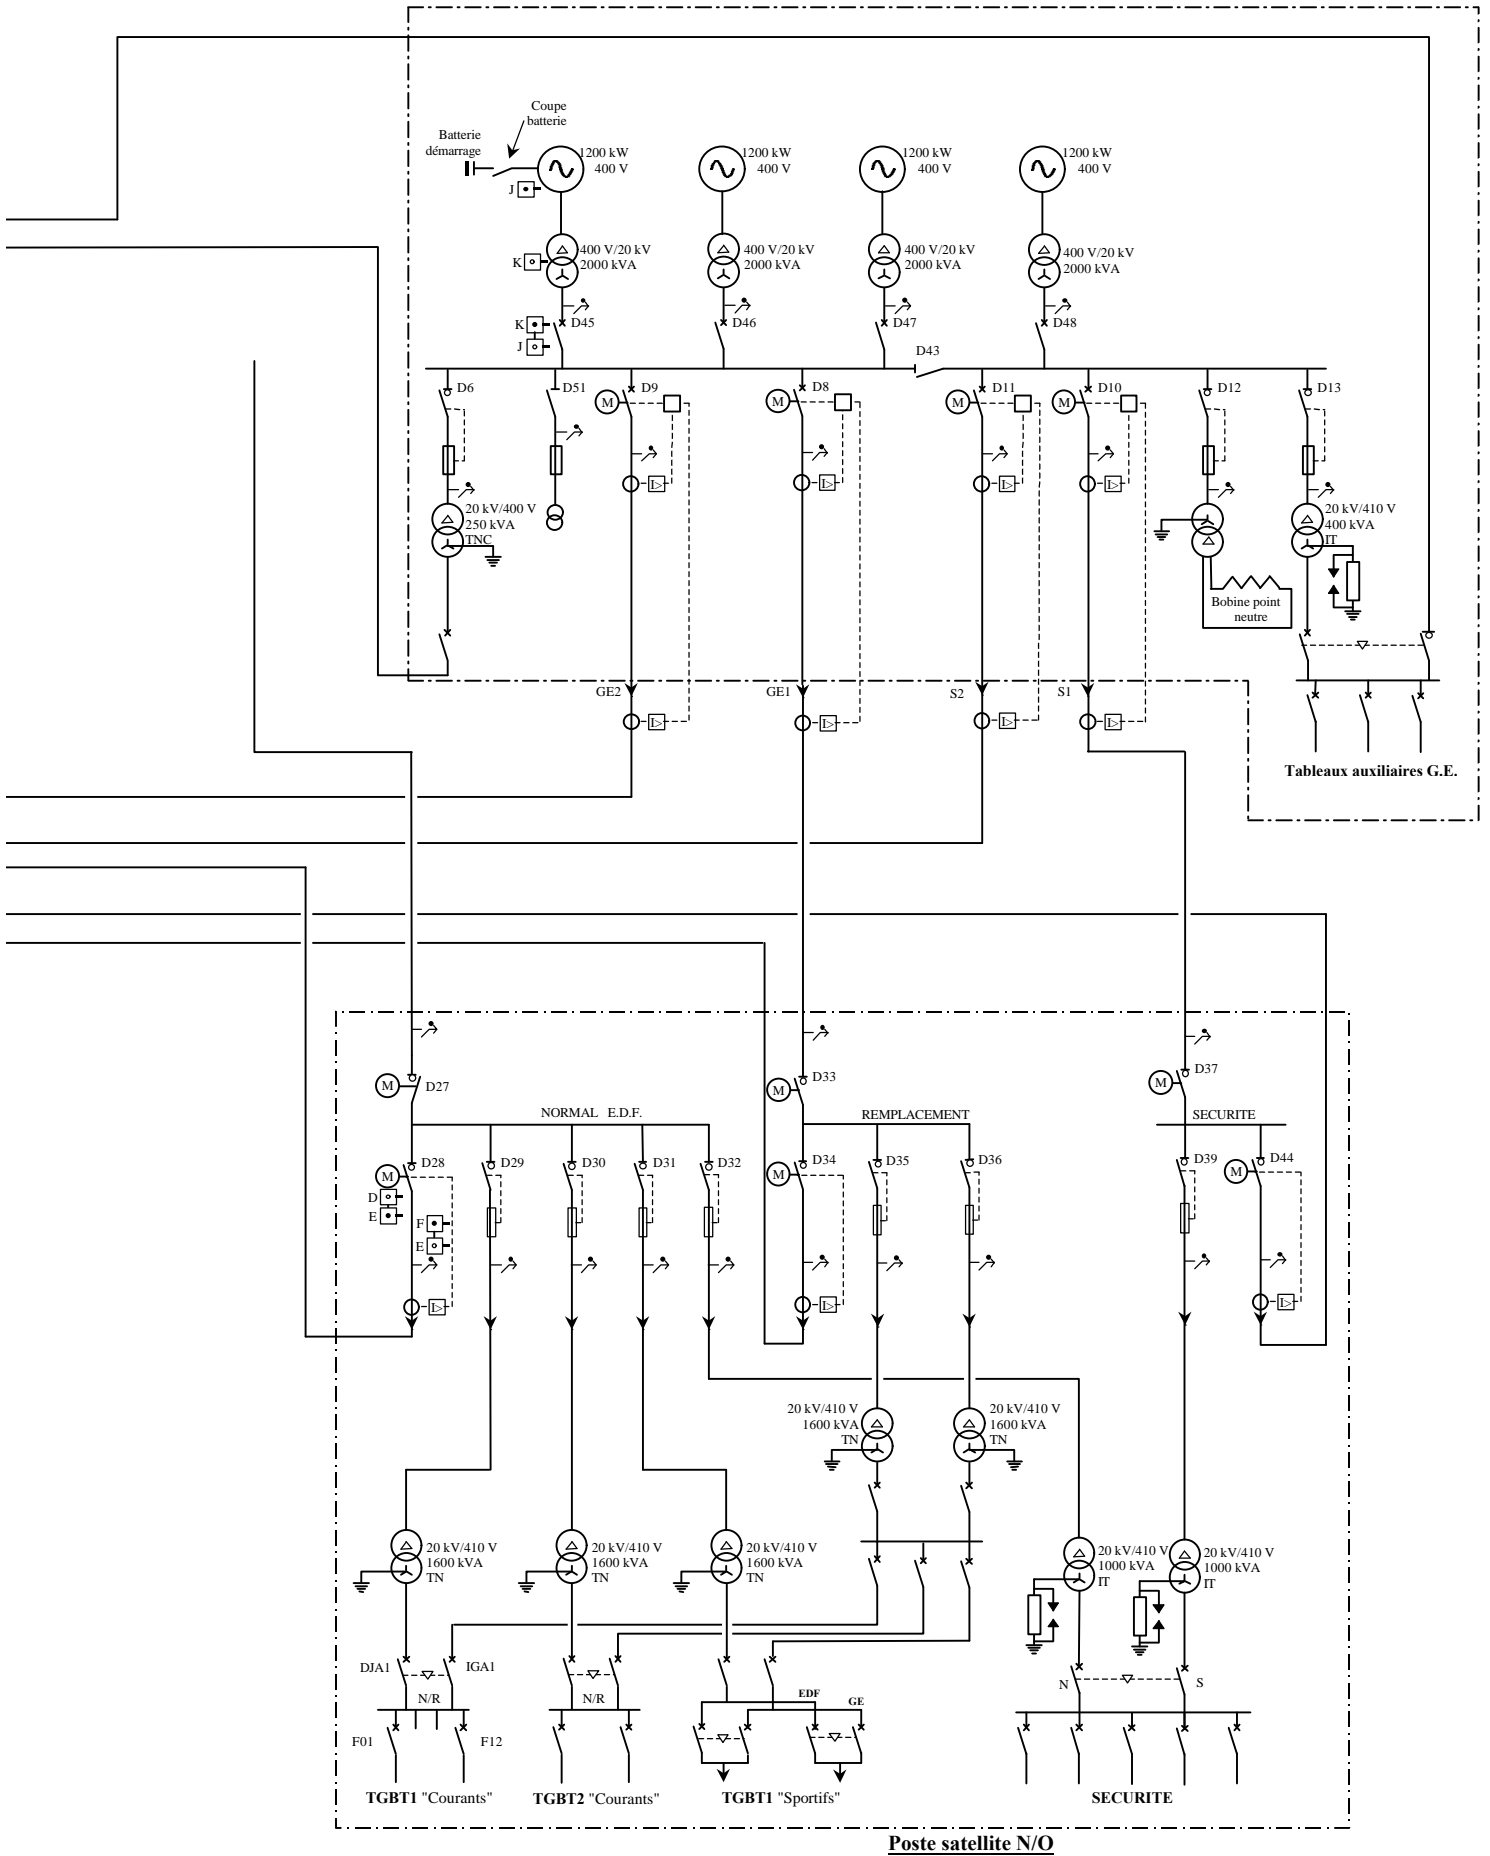 Coupe
batterie
Batterie
démarrage
1200 kW
400 V
1200 kW
400 V
1200 kW
400 V
1200 kW
400 V
J
400 V/20 kV
2000 kVA
400 V/20 kV
2000 kVA
400 V/20 kV
2000 kVA
400 V/20 kV
2000 kVA
K
K
J
D45
D46
D47
D48
D43
D6
D51
D9
D8
D11
D10
D12
D13
M
M
M
M
I>
I>
I>
I>
20 kV/400 V
250 kVA
TNC
20 kV/410 V
400 kVA
IT
Bobine point
neutre
GE2
GE1
S2
S1
I>
I>
I>
I>
Tableaux auxiliaires G.E.
M
D27
M
D33
M
D37
NORMAL E.D.F.
REMPLACEMENT
SECURITE
D28
D29
D30
D31
D32
D34
D35
D36
D39
D44
M
M
M
D
E
F
E
I>
I>
I>
20 kV/410 V
1600 kVA
TN
20 kV/410 V
1600 kVA
TN
20 kV/410 V
1600 kVA
TN
20 kV/410 V
1600 kVA
TN
20 kV/410 V
1600 kVA
TN
20 kV/410 V
1000 kVA
IT
20 kV/410 V
1000 kVA
IT
DJA1
IGA1
N/R
N/R
N
S
EDF
GE
F01
F12
TGBT1 "Courants"
TGBT2 "Courants"
TGBT1 "Sportifs"
SECURITE
Poste satellite N/O